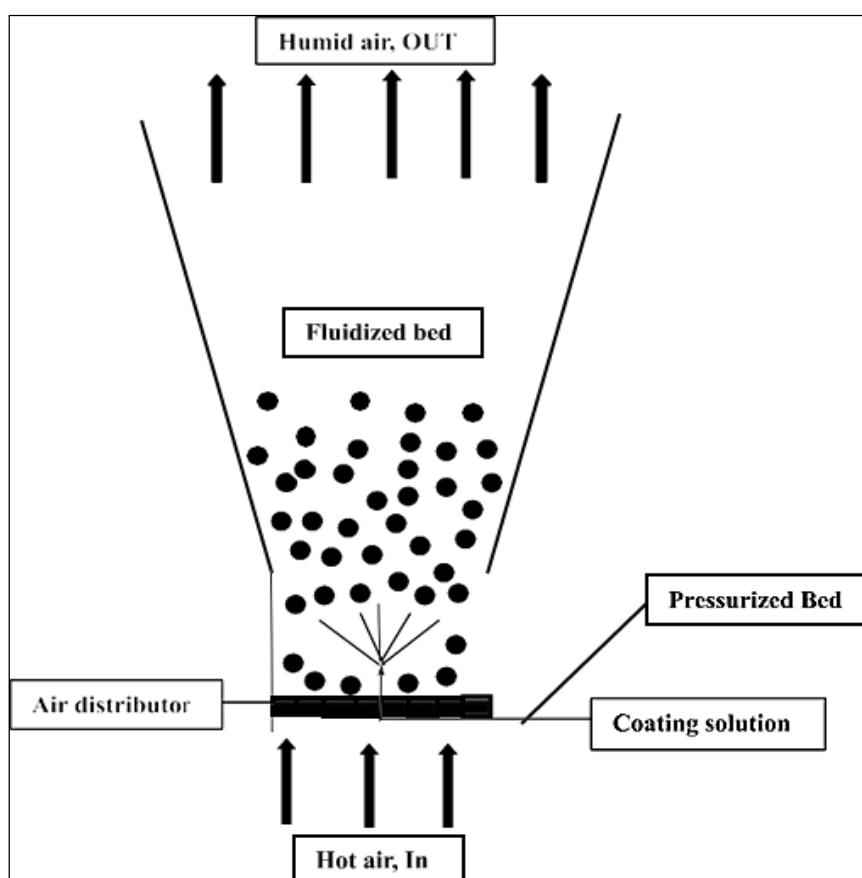 Humid air, OUT
Fluidized bed
Pressurized Bed
Air distributor
Coating solution
Hot air, In